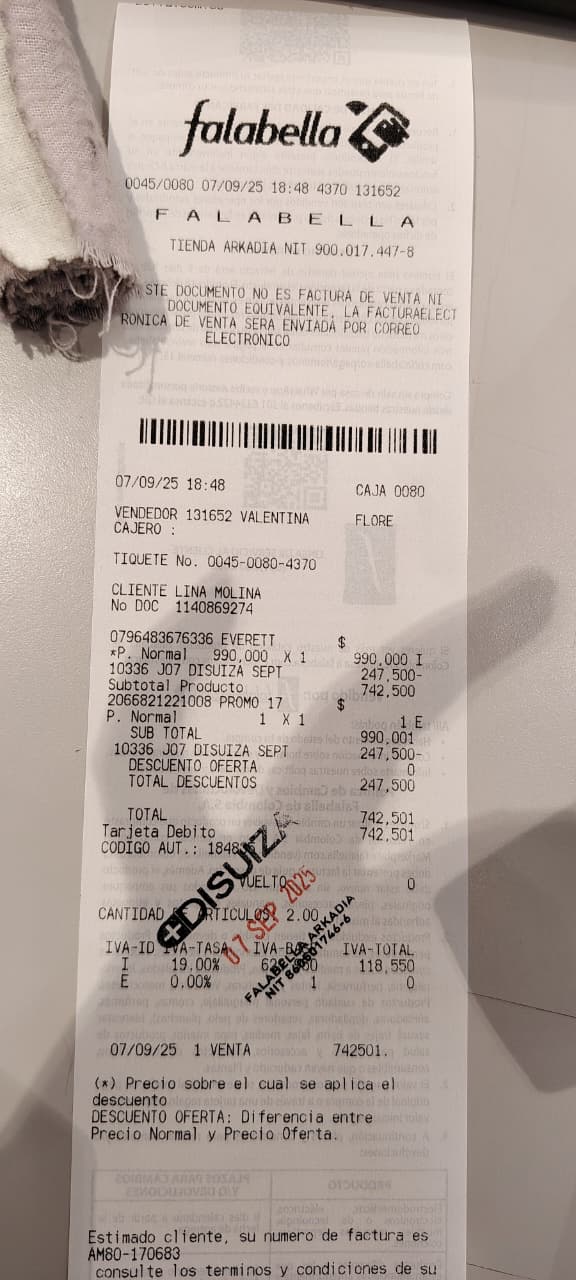 falabella
0045/0080 07/09/25 18:48 4370 131652
F A L A B E L L A
TIENDA ARKADIA NIT 900.017.447-8
STE DOCUMENTO NO ES FACTURA DE VENTA NI
DOCUMENTO EQUIVALENTE, LA FACTURAELECT
RONICA DE VENTA SERA ENVIADA POR CORREO
ELECTRONICO
07/09/25 18:48 CAJA 0080
VENDEDOR 131652 VALENTINA FLORE
CAJERO :
TIQUETE No. 0045-0080-4370
CLIENTE LINA MOLINA
No DOC 1140869274
0796483676336 EVERETT $
*P. Normal 990,000 X 1 990,000 I
10336 J07 DISUIZA SEPT 247,500-
Subtotal Producto 742,500
2066821221008 PROMO 17 $
P. Normal 1 X 1 1 E
SUB TOTAL 990,001
10336 J07 DISUIZA SEPT 247,500-
DESCUENTO OFERTA 0
TOTAL DESCUENTOS 247,500
TOTAL 742,501
Tarjeta Debito 742,501
CODIGO AUT.:
VUELTO 0
DISUIZA
07 SEP 2025
FALABELLA ARKADIA
NIT
CANTIDAD ARTICULOS 2.00
IVA-ID IVA-TASA IVA-BASE IVA-TOTAL
I 19.00% 118,550
E 0.00% 1 0
07/09/25 1 VENTA 742501.
(*) Precio sobre el cual se aplica el
descuento
DESCUENTO OFERTA: Diferencia entre
Precio Normal y Precio Oferta.
Estimado cliente, su numero de factura es
AM80-170683
consulte los terminos y condiciones de su